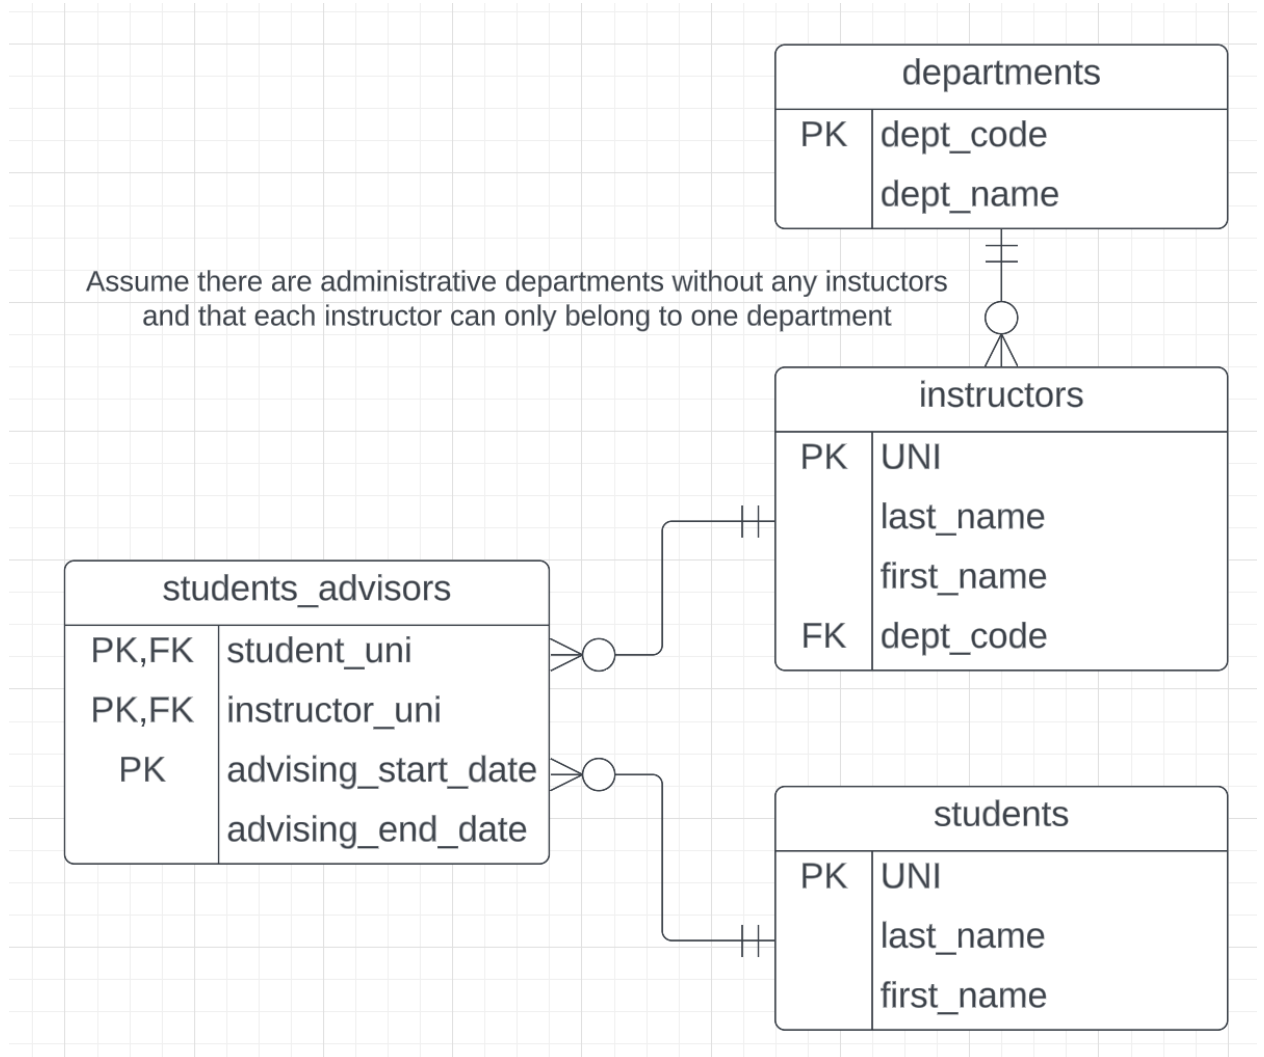 departments
PK dept_code
dept_name
Assume there are administrative departments without any instuctors
and that each instructor can only belong to one department
instructors
PK UNI
last_name
first_name
FK dept_code
students_advisors
PK,FK student_uni
PK,FK instructor_uni
PK advising_start_date
advising_end_date
students
PK UNI
last_name
first_name